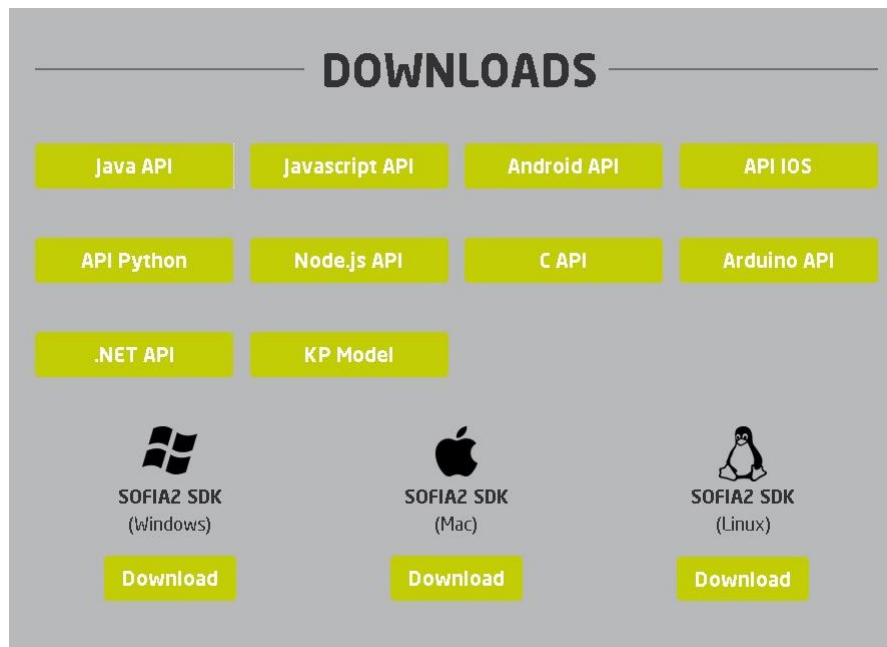 DOWNLOADS
Java API
Javascript API
Android API
API IOS
API Python
Node.js API
C API
Arduino API
.NET API
KP Model
SOFIA2 SDK
(Windows)
Download
SOFIA2 SDK
(Mac)
Download
SOFIA2 SDK
(Linux)
Download